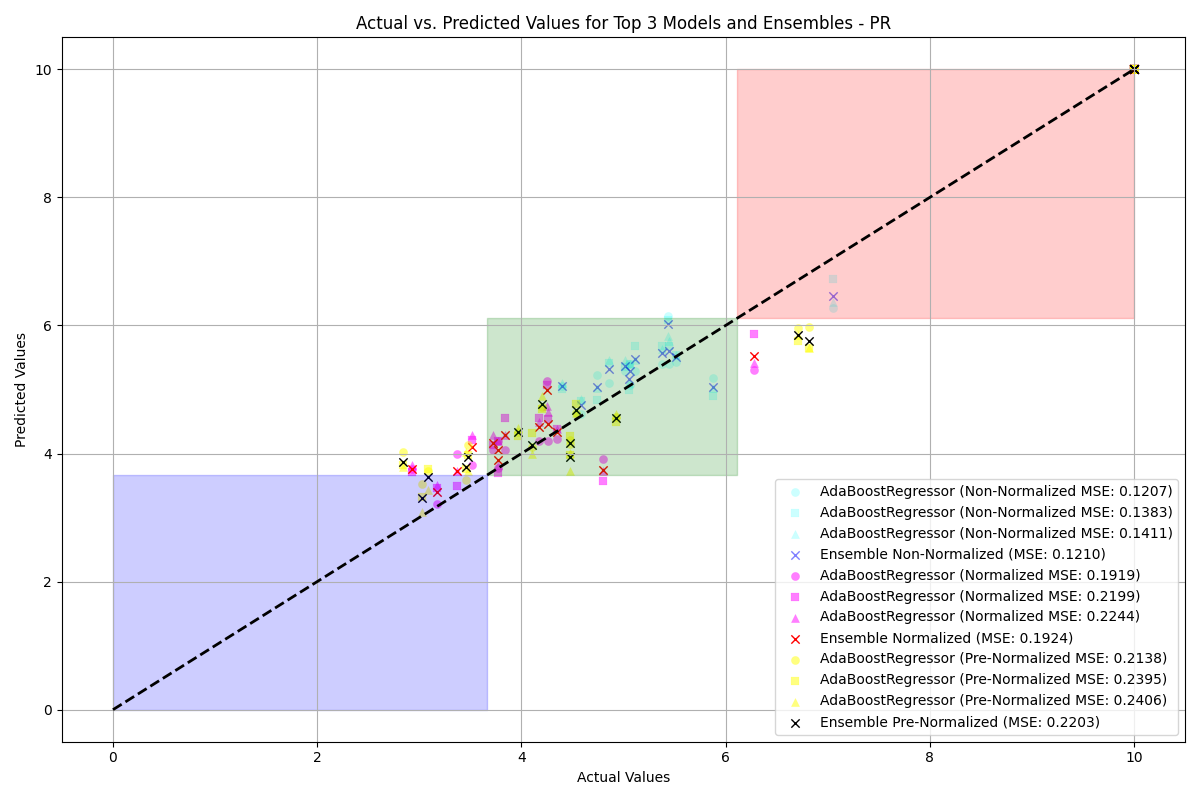 Actual vs. Predicted Values for Top 3 Models and Ensembles - PR
Predicted Values
10
8
6
4
2
0
0 2 4 6 8 10
Actual Values
AdaBoostRegressor (Non-Normalized MSE: 0.1207)
AdaBoostRegressor (Non-Normalized MSE: 0.1383)
AdaBoostRegressor (Non-Normalized MSE: 0.1411)
Ensemble Non-Normalized (MSE: 0.1210)
AdaBoostRegressor (Normalized MSE: 0.1919)
AdaBoostRegressor (Normalized MSE: 0.2199)
AdaBoostRegressor (Normalized MSE: 0.2244)
Ensemble Normalized (MSE: 0.1924)
AdaBoostRegressor (Pre-Normalized MSE: 0.2138)
AdaBoostRegressor (Pre-Normalized MSE: 0.2395)
AdaBoostRegressor (Pre-Normalized MSE: 0.2406)
Ensemble Pre-Normalized (MSE: 0.2203)